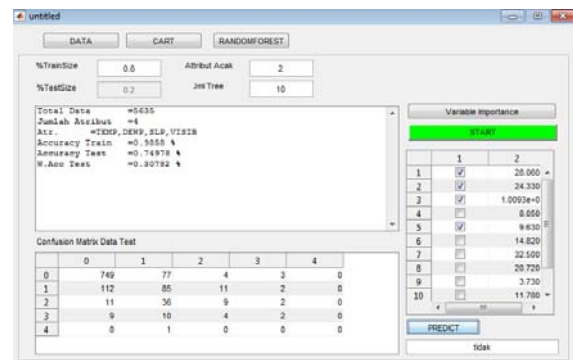 untitled
DATA CART RANDOMFOREST
%TrainSize 0.8 Attribut Acak 2
%TestSize 0.2 Jml Tree 10
Total Data =5635
Jumlah Atribut =4
Atr. =TEMP,DEWP,SLP,VISIB
Accuracy Train =0.9858 %
Accuracy Test =0.74978 %
W.Acc Test =0.80782 %
Variable Importance
START
1 2
1 28.060
2 24.330
3 1.0093e+0
4 8.050
5 9.630
6 14.820
7 32.500
8 20.720
9 3.730
10 11.780
Confusion Matrix Data Test
0 1 2 3 4
0 749 77 4 3 0
1 112 85 11 2 0
2 11 36 9 2 0
3 9 10 4 2 0
4 0 1 0 0 0
PREDICT
tidak